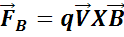 F⃗_B = qV⃗XB⃗